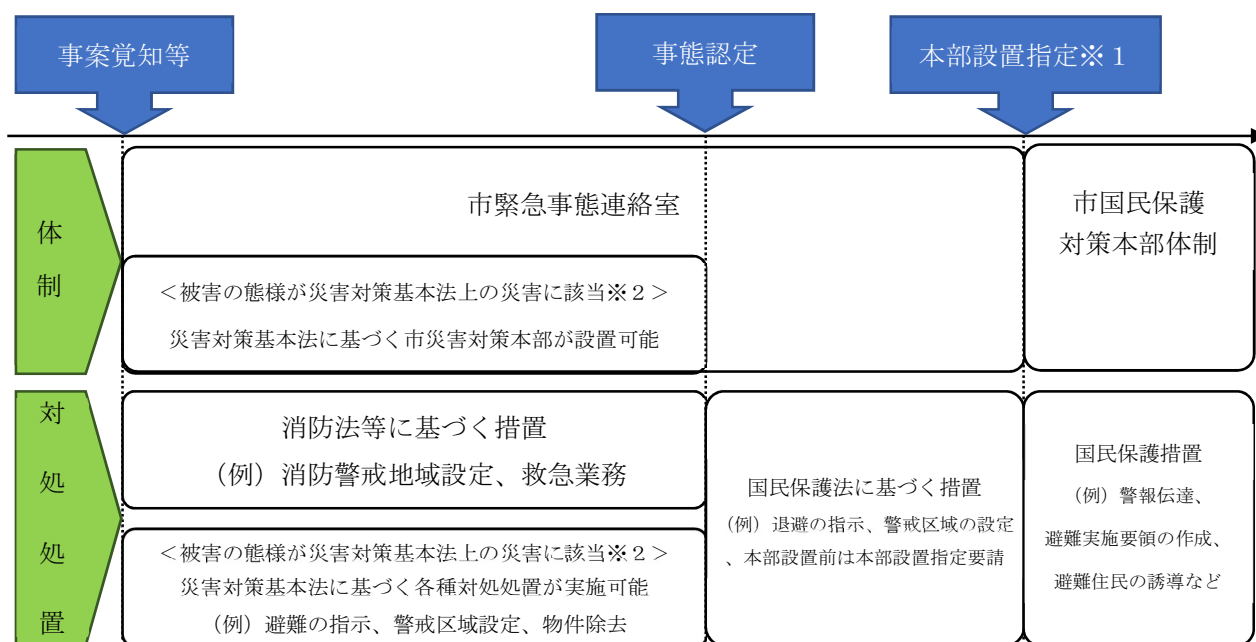 事案覚知等
事態認定
本部設置指定※１
体制
市緊急事態連絡室
＜被害の態様が災害対策基本法上の災害に該当※２＞
災害対策基本法に基づく市災害対策本部が設置可能
市国民保護
対策本部体制
対処処置
消防法等に基づく措置
（例）消防警戒地域設定、救急業務
＜被害の態様が災害対策基本法上の災害に該当※２＞
災害対策基本法に基づく各種対処処置が実施可能
（例）避難の指示、警戒区域設定、物件除去
国民保護法に基づく措置
（例）退避の指示、警戒区域の設定
、本部設置前は本部設置指定要請
国民保護措置
（例）警報伝達、
避難実施要領の作成、
避難住民の誘導など